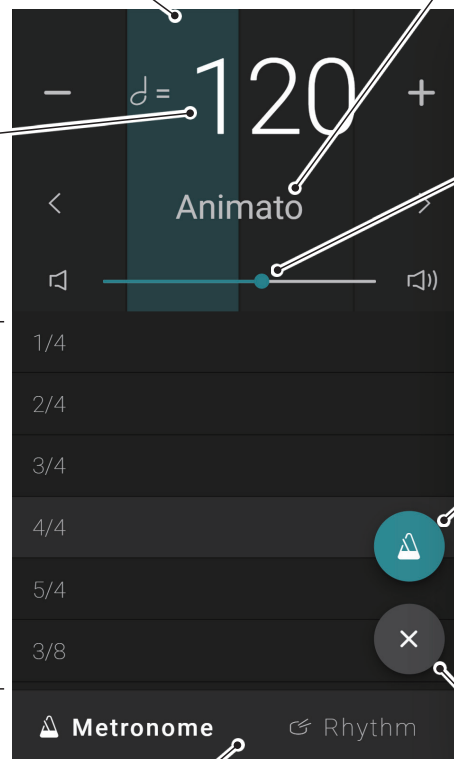 − 𝅗𝅥 = 120 +
< Animato >
1/4
2/4
3/4
4/4
5/4
3/8
Metronome Rhythm